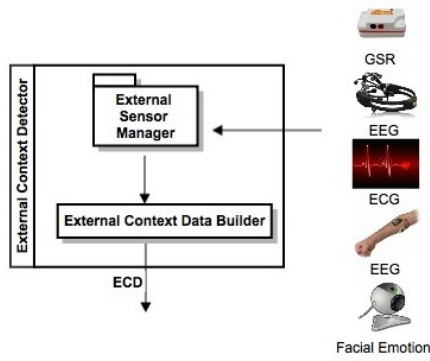 External Context Detector
External
Sensor
Manager
External Context Data Builder
ECD
GSR
EEG
ECG
EEG
Facial Emotion